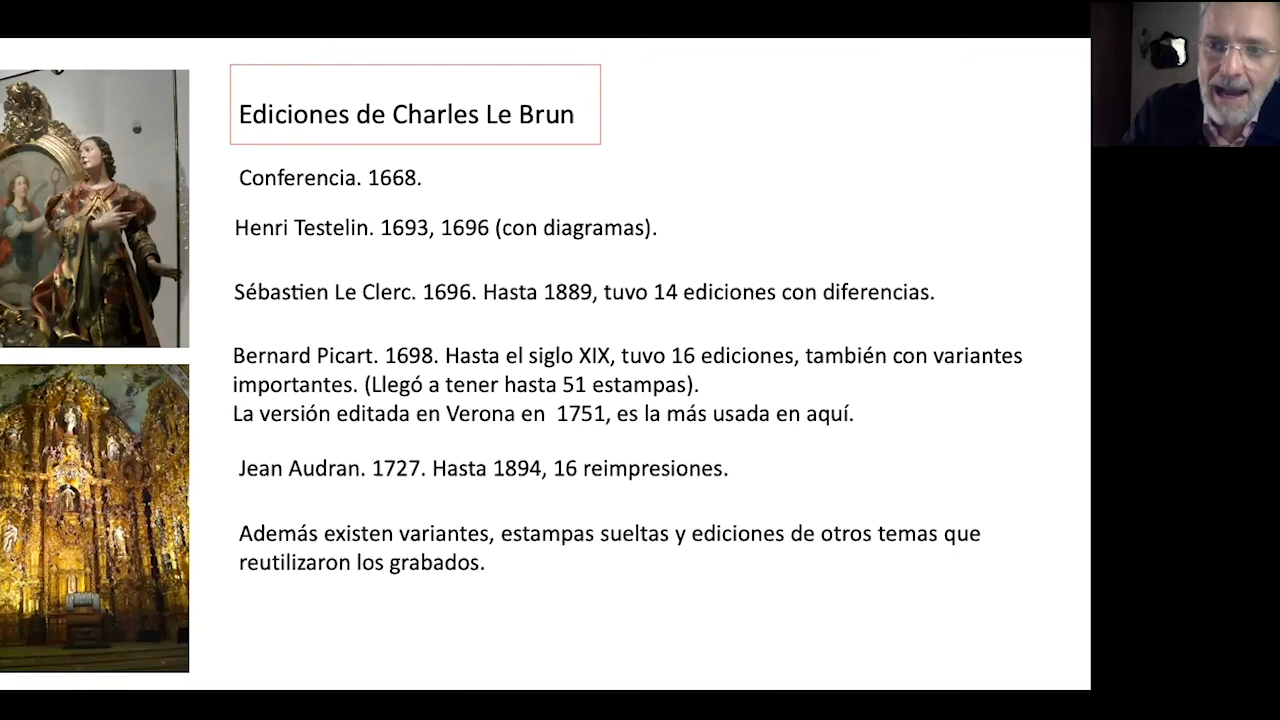 Ediciones de Charles Le Brun
Conferencia. 1668.
Henri Testelin. 1693, 1696 (con diagramas).
Sébastien Le Clerc. 1696. Hasta 1889, tuvo 14 ediciones con diferencias.
Bernard Picart. 1698. Hasta el siglo XIX, tuvo 16 ediciones, también con variantes
importantes. (Llegó a tener hasta 51 estampas).
La versión editada en Verona en  1751, es la más usada en aquí.
Jean Audran. 1727. Hasta 1894, 16 reimpresiones.
Además existen variantes, estampas sueltas y ediciones de otros temas que
reutilizaron los grabados.